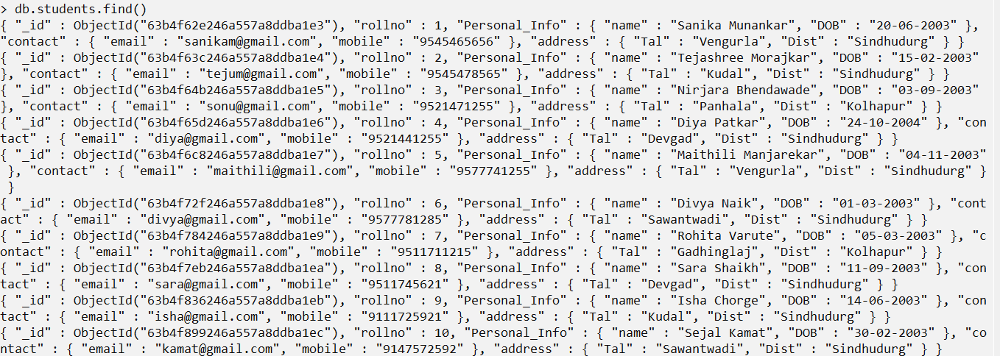 > db.students.find()
{ "_id" : ObjectId("63b4f62e246a557a8ddba1e3"), "rollno" : 1, "Personal_Info" : { "name" : "Sanika Munankar", "DOB" : "20-06-2003" },
"contact" : { "email" : "sanikam@gmail.com", "mobile" : "9545465656" }, "address" : { "Tal" : "Vengurla", "Dist" : "Sindhudurg" } }
{ "_id" : ObjectId("63b4f63c246a557a8ddba1e4"), "rollno" : 2, "Personal_Info" : { "name" : "Tejashree Morajkar", "DOB" : "15-02-2003"
}, "contact" : { "email" : "tejum@gmail.com", "mobile" : "9545478565" }, "address" : { "Tal" : "Kudal", "Dist" : "Sindhudurg" } }
{ "_id" : ObjectId("63b4f64b246a557a8ddba1e5"), "rollno" : 3, "Personal_Info" : { "name" : "Nirjara Bhendawade", "DOB" : "03-09-2003"
}, "contact" : { "email" : "sonu@gmail.com", "mobile" : "9521471255" }, "address" : { "Tal" : "Panhala", "Dist" : "Kolhapur" } }
{ "_id" : ObjectId("63b4f65d246a557a8ddba1e6"), "rollno" : 4, "Personal_Info" : { "name" : "Diya Patkar", "DOB" : "24-10-2004" }, "con
tact" : { "email" : "diya@gmail.com", "mobile" : "9521441255" }, "address" : { "Tal" : "Devgad", "Dist" : "Sindhudurg" } }
{ "_id" : ObjectId("63b4f6c8246a557a8ddba1e7"), "rollno" : 5, "Personal_Info" : { "name" : "Maithili Manjarekar", "DOB" : "04-11-2003"
 }, "contact" : { "email" : "maithili@gmail.com", "mobile" : "9577741255" }, "address" : { "Tal" : "Vengurla", "Dist" : "Sindhudurg" }
 }
{ "_id" : ObjectId("63b4f72f246a557a8ddba1e8"), "rollno" : 6, "Personal_Info" : { "name" : "Divya Naik", "DOB" : "01-03-2003" }, "cont
act" : { "email" : "divya@gmail.com", "mobile" : "9577781285" }, "address" : { "Tal" : "Sawantwadi", "Dist" : "Sindhudurg" } }
{ "_id" : ObjectId("63b4f784246a557a8ddba1e9"), "rollno" : 7, "Personal_Info" : { "name" : "Rohita Varute", "DOB" : "05-03-2003" }, "c
ontact" : { "email" : "rohita@gmail.com", "mobile" : "9511711215" }, "address" : { "Tal" : "Gadhinglaj", "Dist" : "Kolhapur" } }
{ "_id" : ObjectId("63b4f7eb246a557a8ddba1ea"), "rollno" : 8, "Personal_Info" : { "name" : "Sara Shaikh", "DOB" : "11-09-2003" }, "con
tact" : { "email" : "sara@gmail.com", "mobile" : "9511745621" }, "address" : { "Tal" : "Devgad", "Dist" : "Sindhudurg" } }
{ "_id" : ObjectId("63b4f836246a557a8ddba1eb"), "rollno" : 9, "Personal_Info" : { "name" : "Isha Chorge", "DOB" : "14-06-2003" }, "con
tact" : { "email" : "isha@gmail.com", "mobile" : "9111725921" }, "address" : { "Tal" : "Kudal", "Dist" : "Sindhudurg" } }
{ "_id" : ObjectId("63b4f899246a557a8ddba1ec"), "rollno" : 10, "Personal_Info" : { "name" : "Sejal Kamat", "DOB" : "30-02-2003" }, "co
ntact" : { "email" : "kamat@gmail.com", "mobile" : "9147572592" }, "address" : { "Tal" : "Sawantwadi", "Dist" : "Sindhudurg" } }